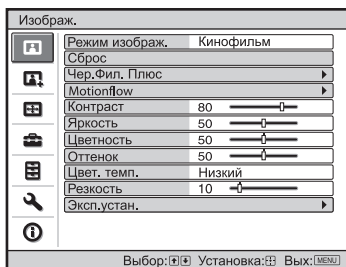 Изображ.
Режим изображ. Кинофильм
Сброс
Чер.Фил. Плюс
Motionflow
Контраст 80
Яркость 50
Цветность 50
Оттенок 50
Цвет. темп. Низкий
Резкость 10
Эксп.устан.
Выбор: Установка: Вых: MENU